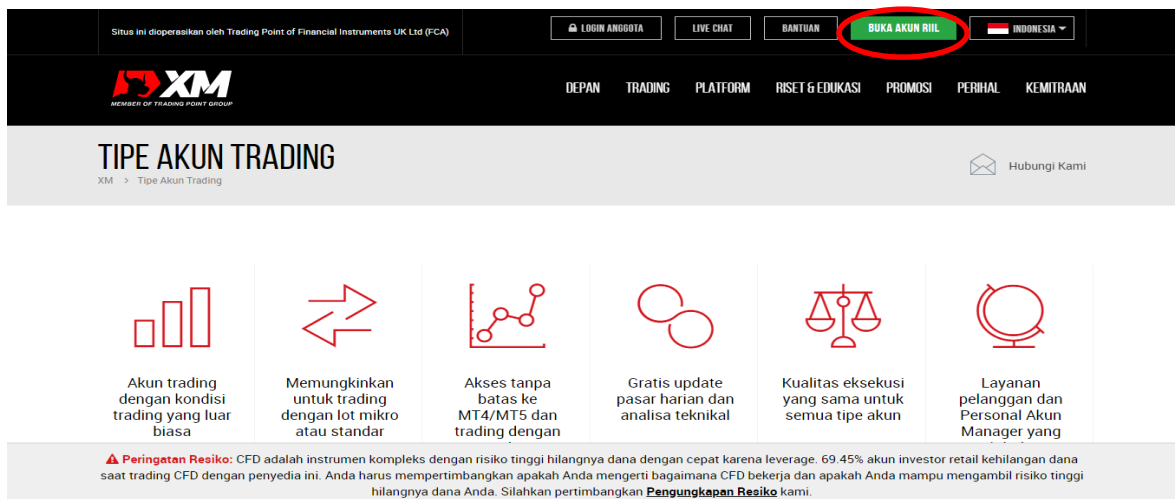 Situs ini dioperasikan oleh Trading Point of Financial Instruments UK Ltd (FCA)
LOGIN ANGGOTA
LIVE CHAT
BANTUAN
BUKA AKUN RIIL
INDONESIA
XM
MEMBER OF TRADING POINT GROUP
DEPAN
TRADING
PLATFORM
RISET & EDUKASI
PROMOSI
PERIHAL
KEMITRAAN
TIPE AKUN TRADING
XM > Tipe Akun Trading
Hubungi Kami
Akun trading
dengan kondisi
trading yang luar
biasa
Memungkinkan
untuk trading
dengan lot mikro
atau standar
Akses tanpa
batas ke
MT4/MT5 dan
trading dengan
Gratis update
pasar harian dan
analisa teknikal
Kualitas eksekusi
yang sama untuk
semua tipe akun
Layanan
pelanggan dan
Personal Akun
Manager yang
Peringatan Resiko: CFD adalah instrumen kompleks dengan risiko tinggi hilangnya dana dengan cepat karena leverage. 69.45% akun investor retail kehilangan dana
saat trading CFD dengan penyedia ini. Anda harus mempertimbangkan apakah Anda mengerti bagaimana CFD bekerja dan apakah Anda mampu mengambil risiko tinggi
hilangnya dana Anda. Silahkan pertimbangkan Pengungkapan Resiko kami.